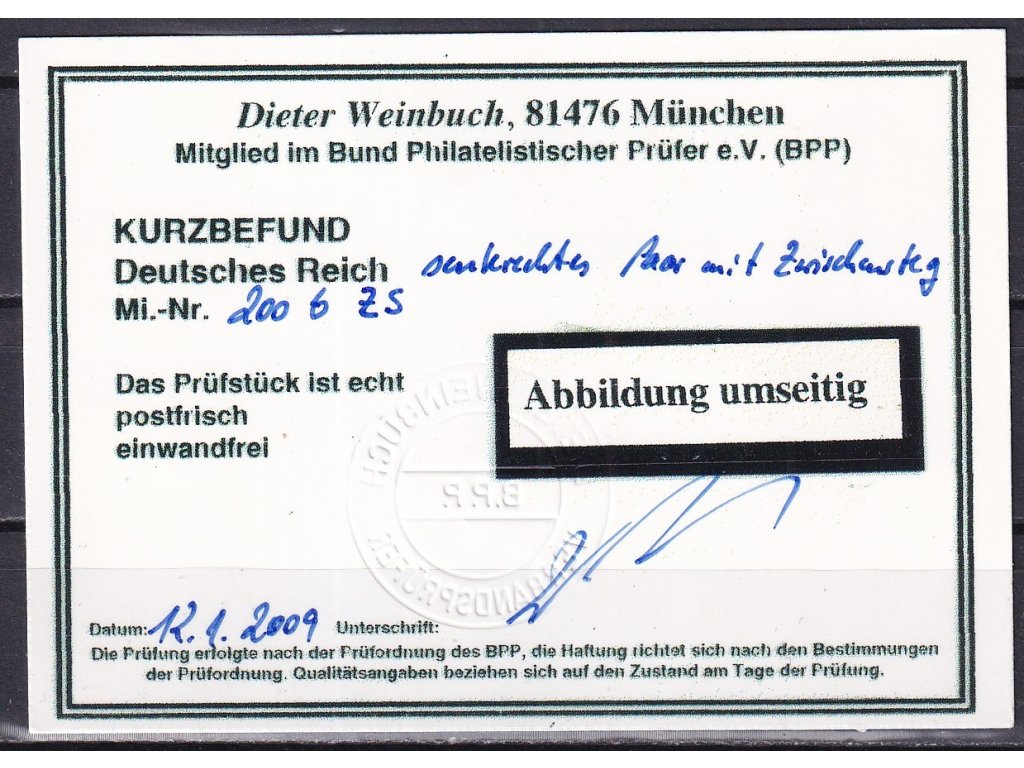 Dieter Weinbuch, 81476 München
Mitglied im Bund Philatelistischer Prüfer e.V. (BPP)
KURZBEFUND
Deutsches Reich senkrechtes Paar mit Zwischensteg
Mi.-Nr. 200 b ZS
Das Prüfstück ist echt
postfrisch
einwandfrei
Abbildung umseitig
WEINBUCH
B.P.P.
VERBANDSPRÜFER
Datum: 12.1.2009 Unterschrift:
Die Prüfung erfolgte nach der Prüfordnung des BPP, die Haftung richtet sich nach den Bestimmungen
der Prüfordnung. Qualitätsangaben beziehen sich auf den Zustand am Tage der Prüfung.